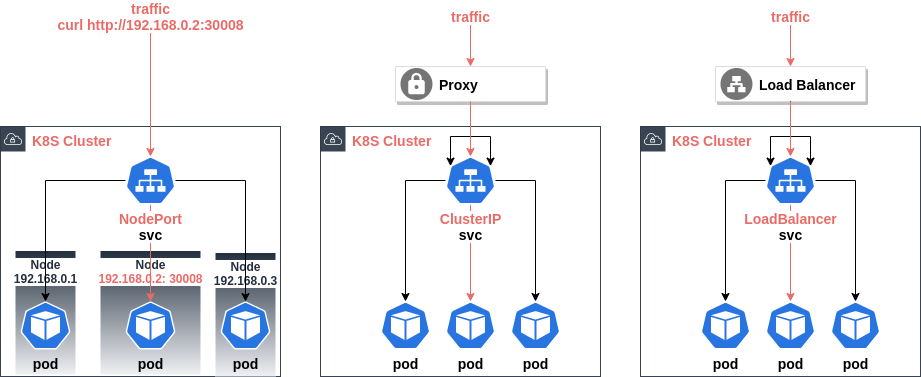 traffic
curl http://192.168.0.2:30008
K8S Cluster
NodePort
svc
Node
192.168.0.1
Node
192.168.0.2: 30008
Node
192.168.0.3
pod
pod
pod
traffic
Proxy
K8S Cluster
ClusterIP
svc
pod
pod
pod
traffic
Load Balancer
K8S Cluster
LoadBalancer
svc
pod
pod
pod